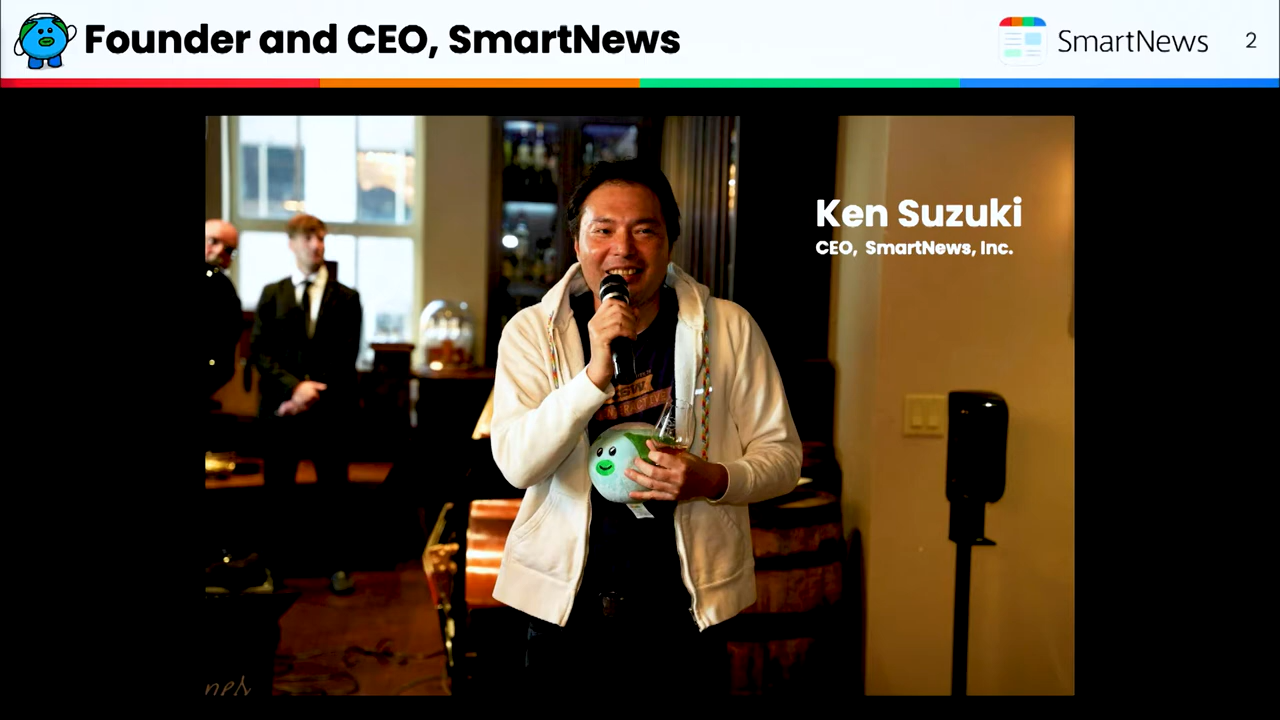 Founder and CEO, SmartNews
SmartNews
2
Ken Suzuki
CEO, SmartNews, Inc.